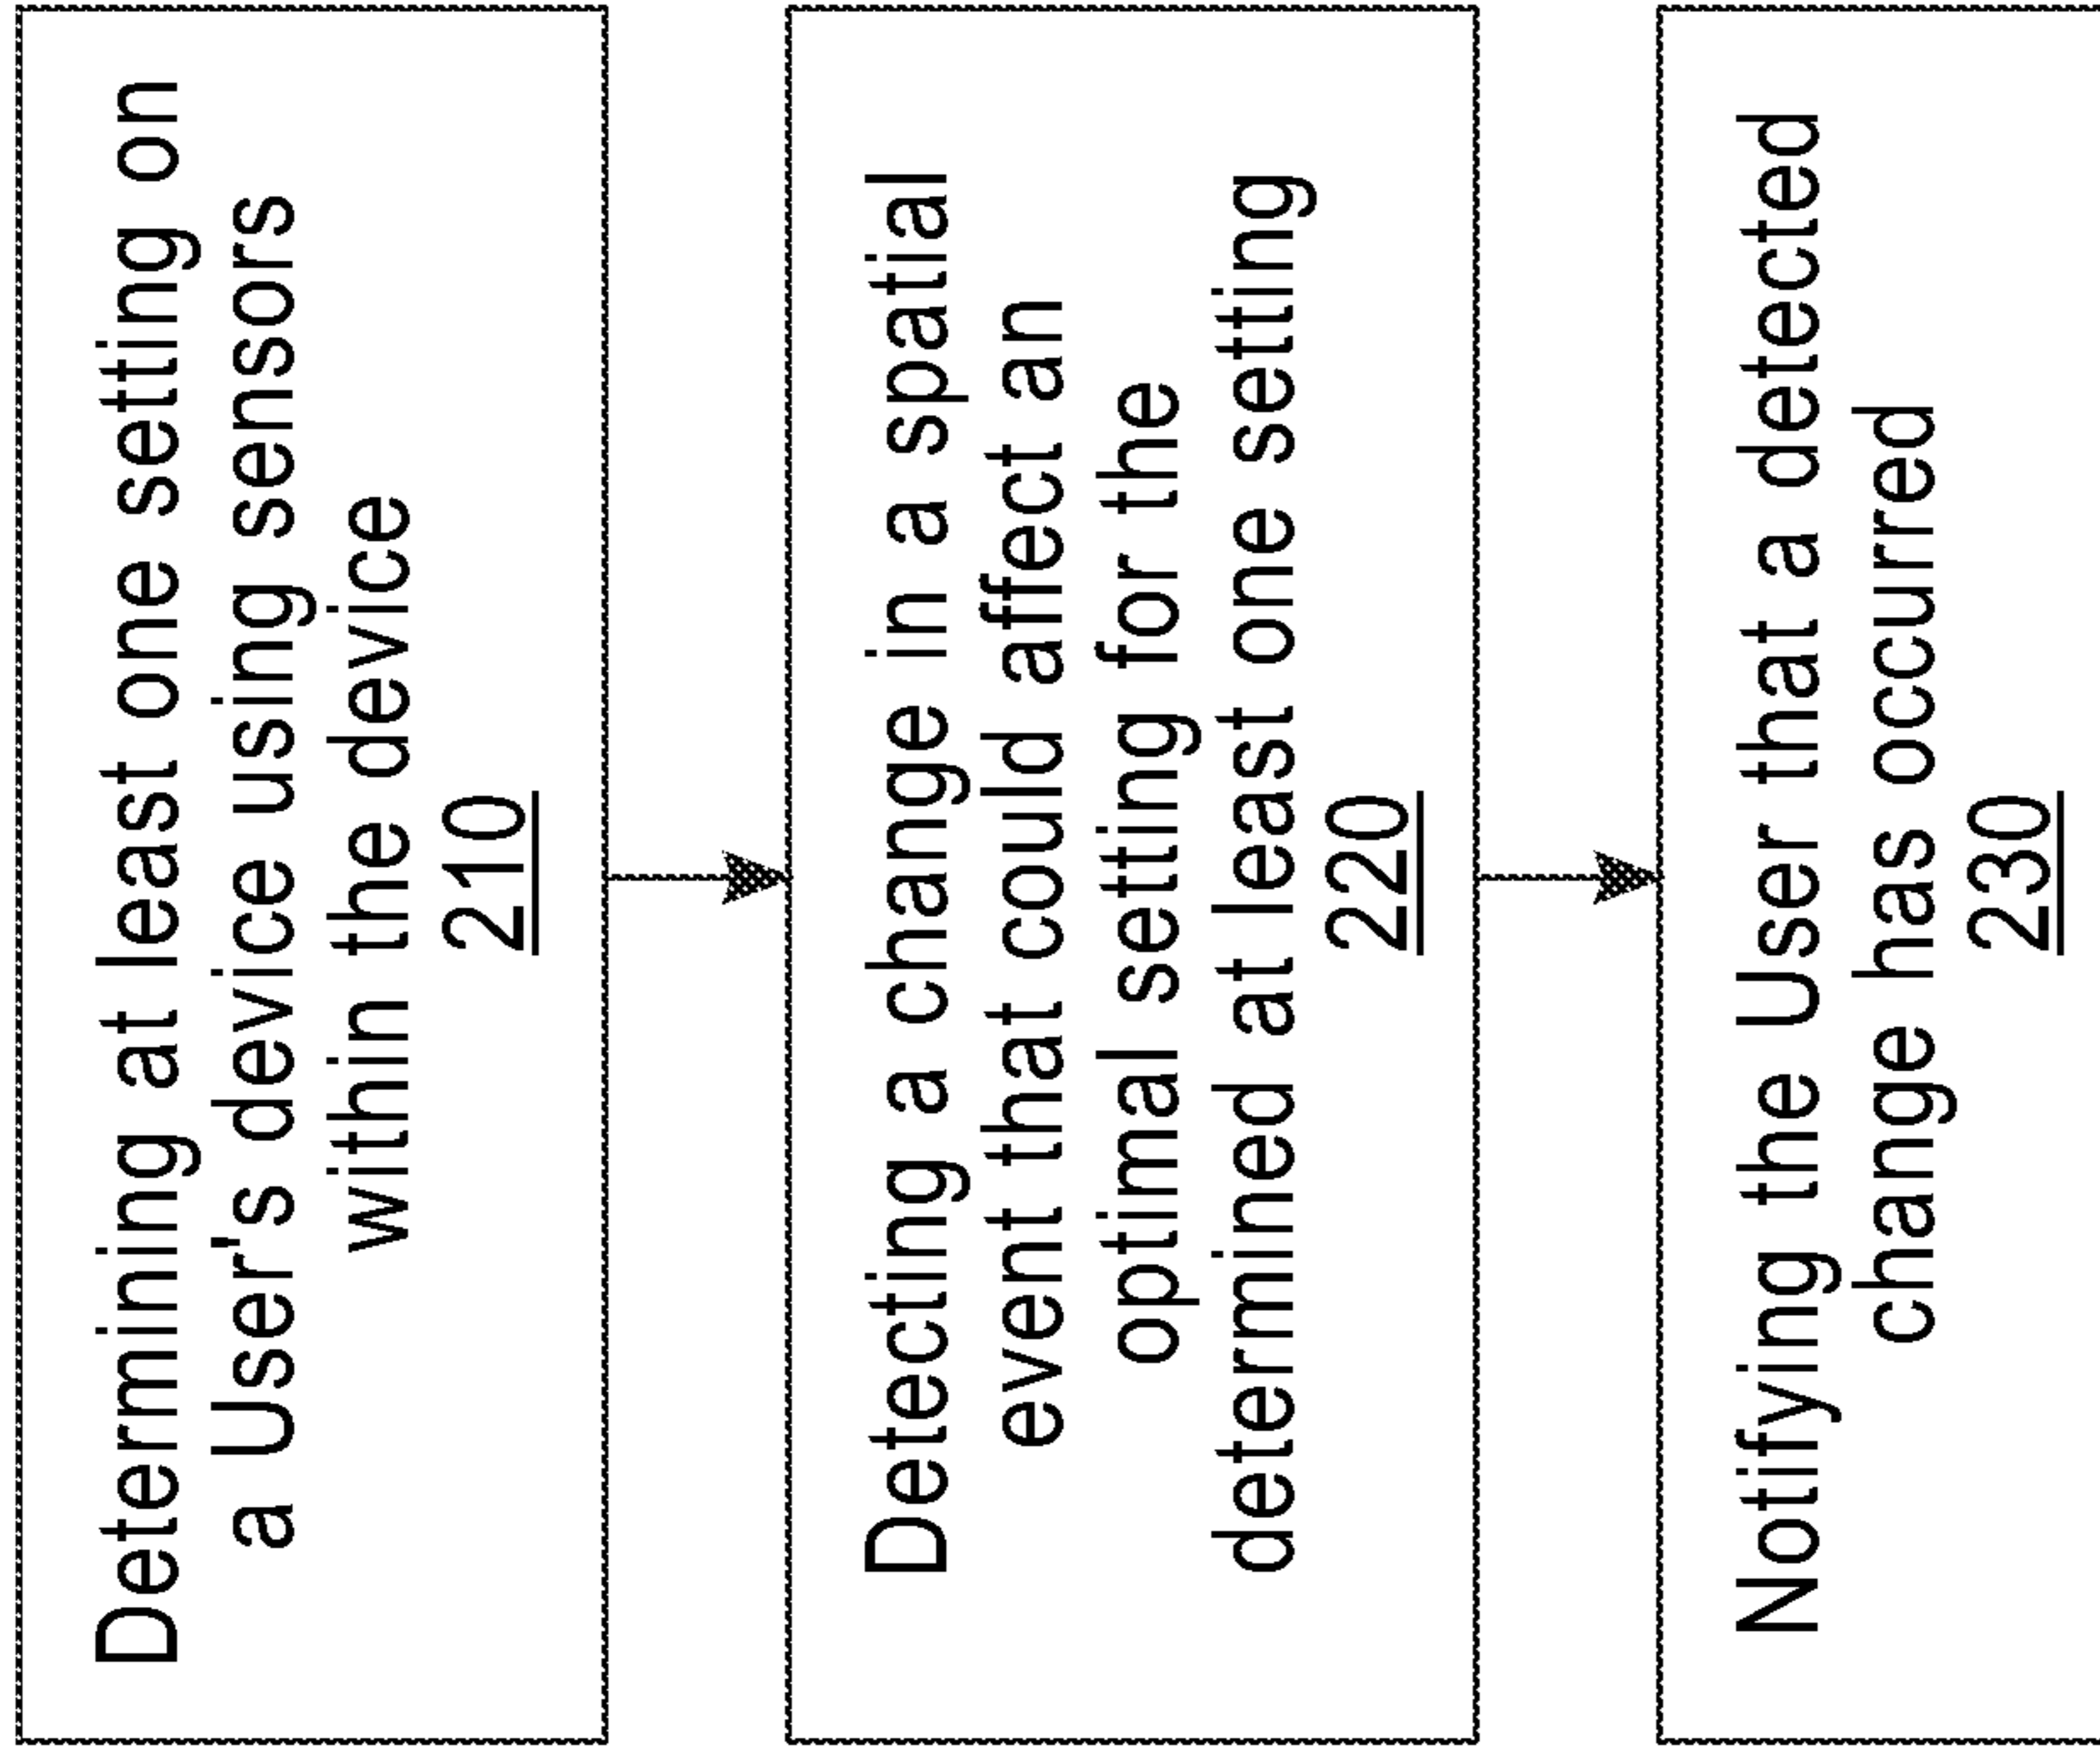 Determining at least one setting on
a User's device using sensors
within the device
210
Detecting a change in a spatial
event that could affect an
optimal setting for the
determined at least one setting
220
Notifying the User that a detected
change has occurred
230